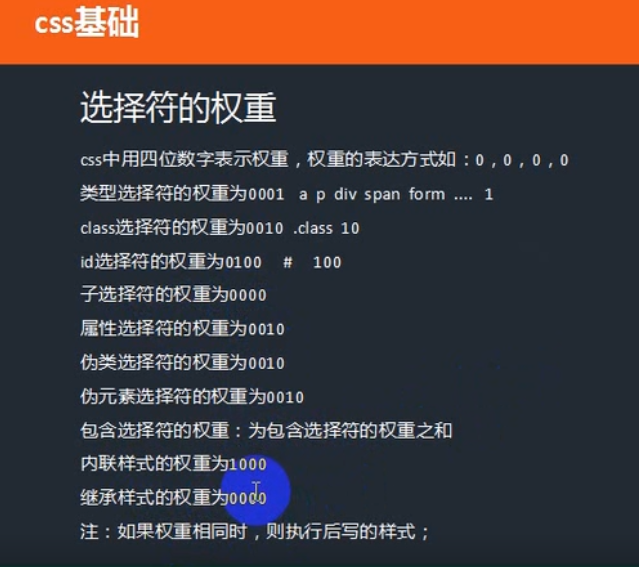 css基础
选择符的权重
css中用四位数字表示权重，权重的表达方式如：0，0，0，0
类型选择符的权重为0001 a p div span form .... 1
class选择符的权重为0010 .class 10
id选择符的权重为0100 # 100
子选择符的权重为0000
属性选择符的权重为0010
伪类选择符的权重为0010
伪元素选择符的权重为0010
包含选择符的权重：为包含选择符的权重之和
内联样式的权重为1000
继承样式的权重为0000
注：如果权重相同时，则执行后写的样式；